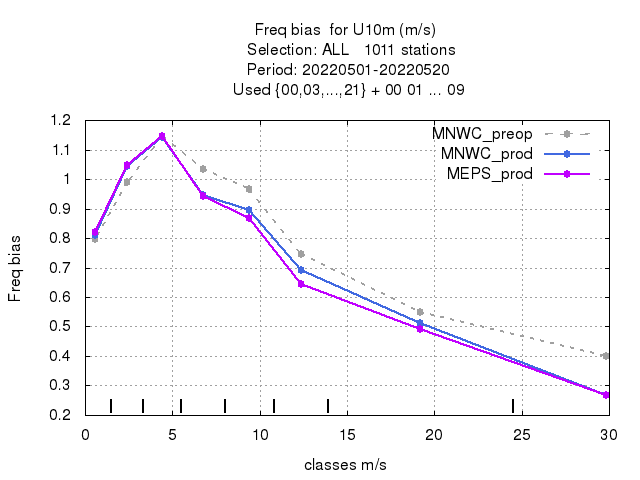 Freq bias  for U10m (m/s)
Selection: ALL   1011 stations
Period: 20220501-20220520
Used {00,03,...,21} + 00 01 ... 09
MNWC_preop
MNWC_prod
MEPS_prod
1.2
1.1
1
0.9
0.8
0.7
0.6
0.5
0.4
0.3
0.2
Freq bias
0 5 10 15 20 25 30
classes m/s